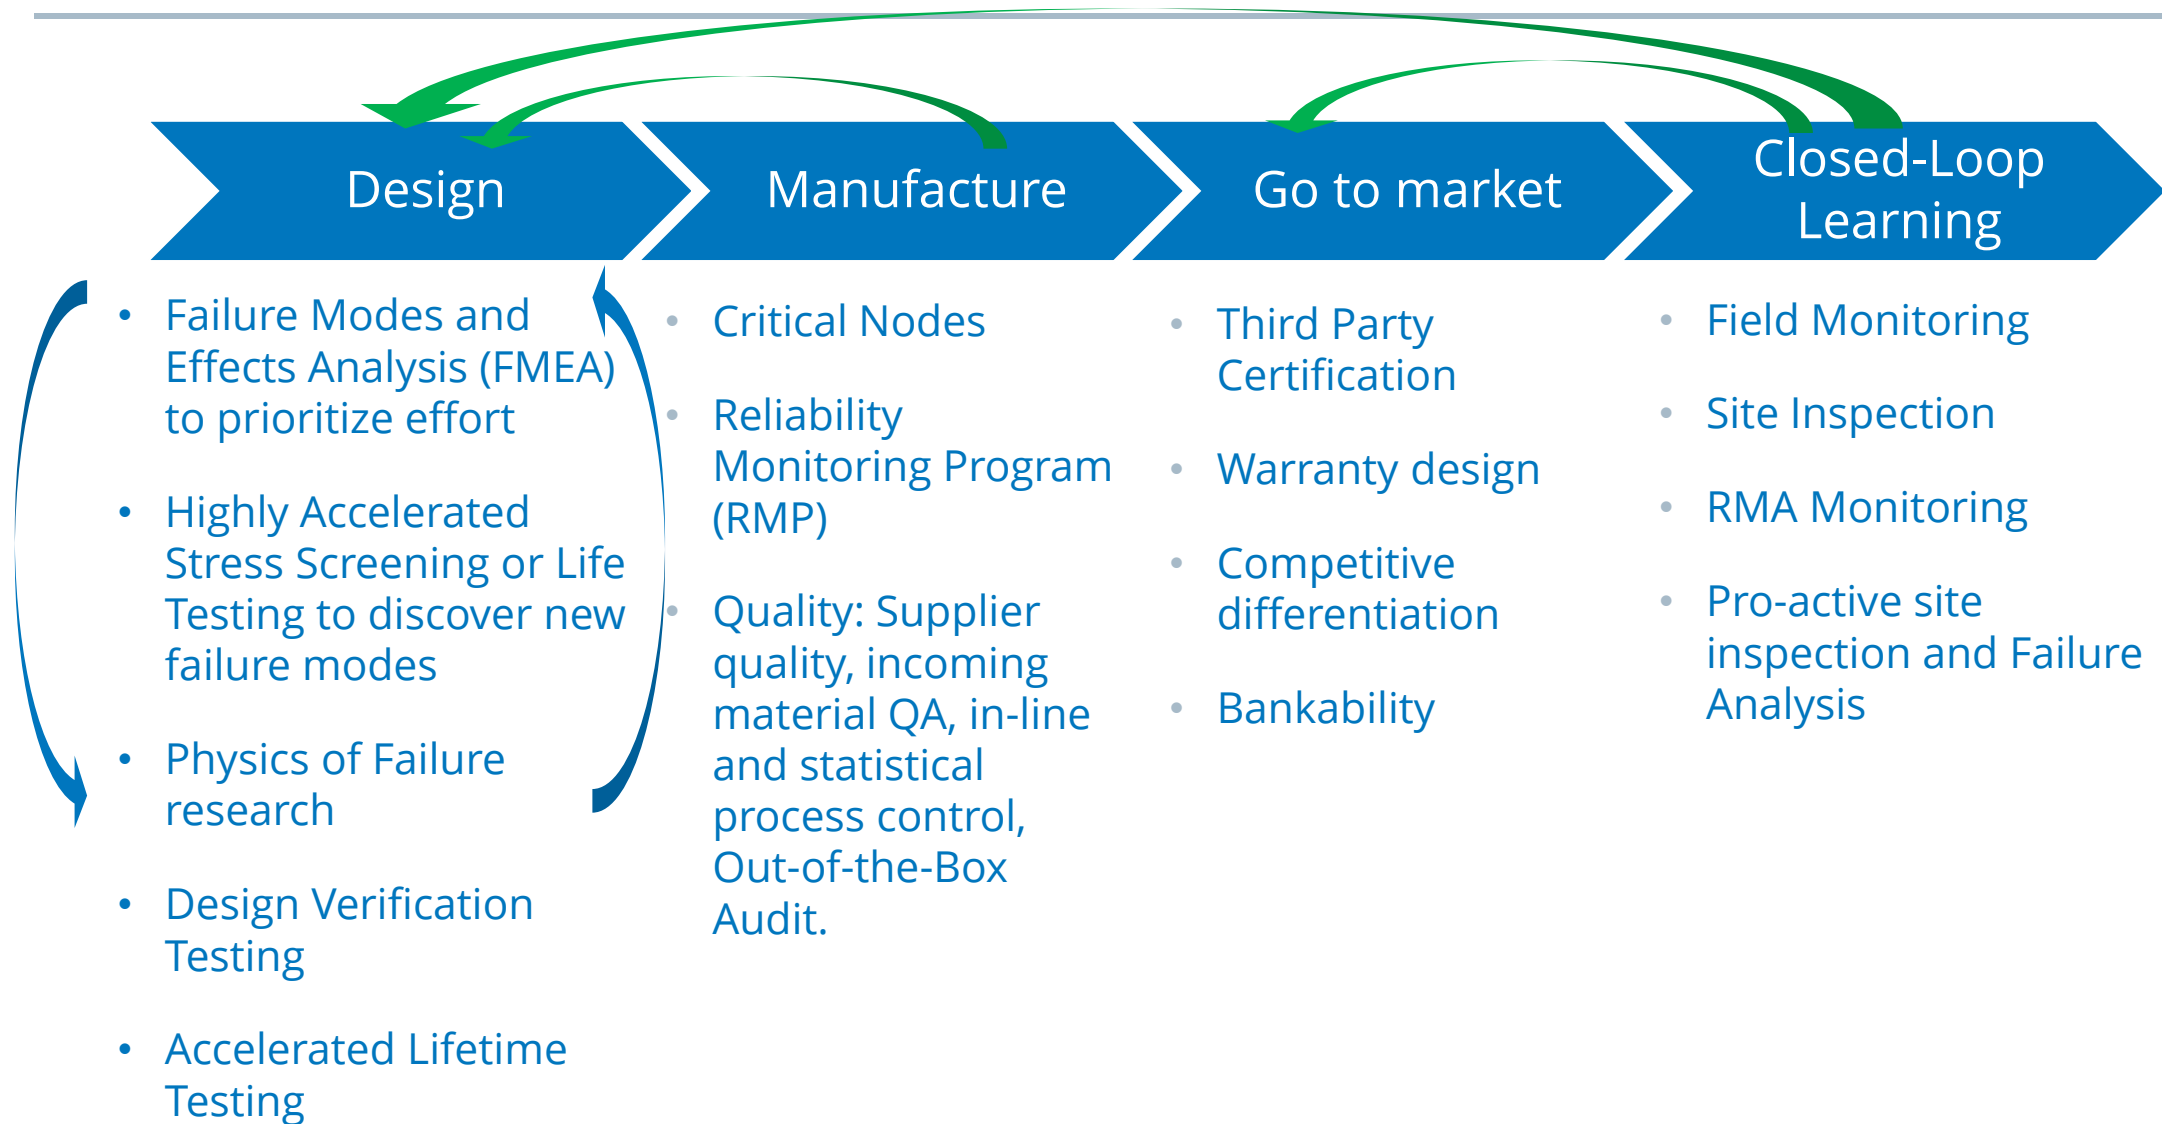 Design
Manufacture
Go to market
Closed-Loop
Learning
• Failure Modes and
Effects Analysis (FMEA)
to prioritize effort
• Highly Accelerated
Stress Screening or Life
Testing to discover new
failure modes
• Physics of Failure
research
• Design Verification
Testing
• Accelerated Lifetime
Testing
• Critical Nodes
• Reliability
Monitoring Program
(RMP)
• Quality: Supplier
quality, incoming
material QA, in-line
and statistical
process control,
Out-of-the-Box
Audit.
• Third Party
Certification
• Warranty design
• Competitive
differentiation
• Bankability
• Field Monitoring
• Site Inspection
• RMA Monitoring
• Pro-active site
inspection and Failure
Analysis